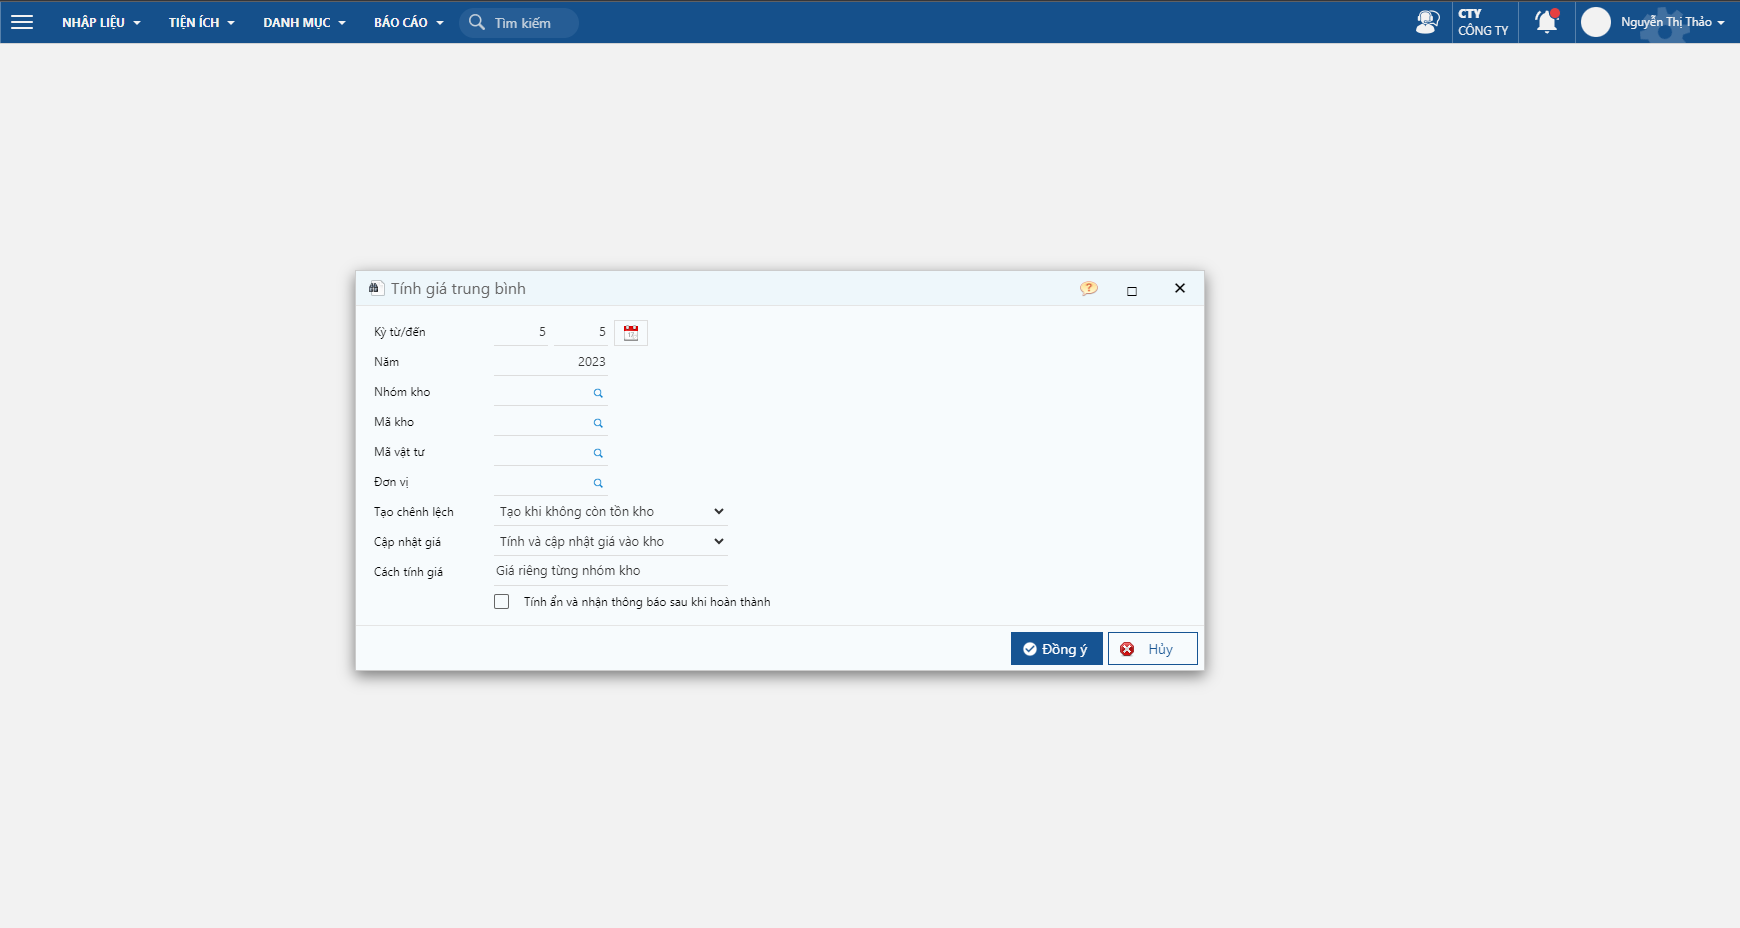 NHẬP LIỆU TIỆN ÍCH DANH MỤC BÁO CÁO Tìm kiếm CTY CÔNG TY Nguyễn Thị Thảo
Tính giá trung bình
Kỳ từ/đến 5 5
Năm 2023
Nhóm kho
Mã kho
Mã vật tư
Đơn vị
Tạo chênh lệch Tạo khi không còn tồn kho
Cập nhật giá Tính và cập nhật giá vào kho
Cách tính giá Giá riêng từng nhóm kho
Tính ẩn và nhận thông báo sau khi hoàn thành
Đồng ý Hủy